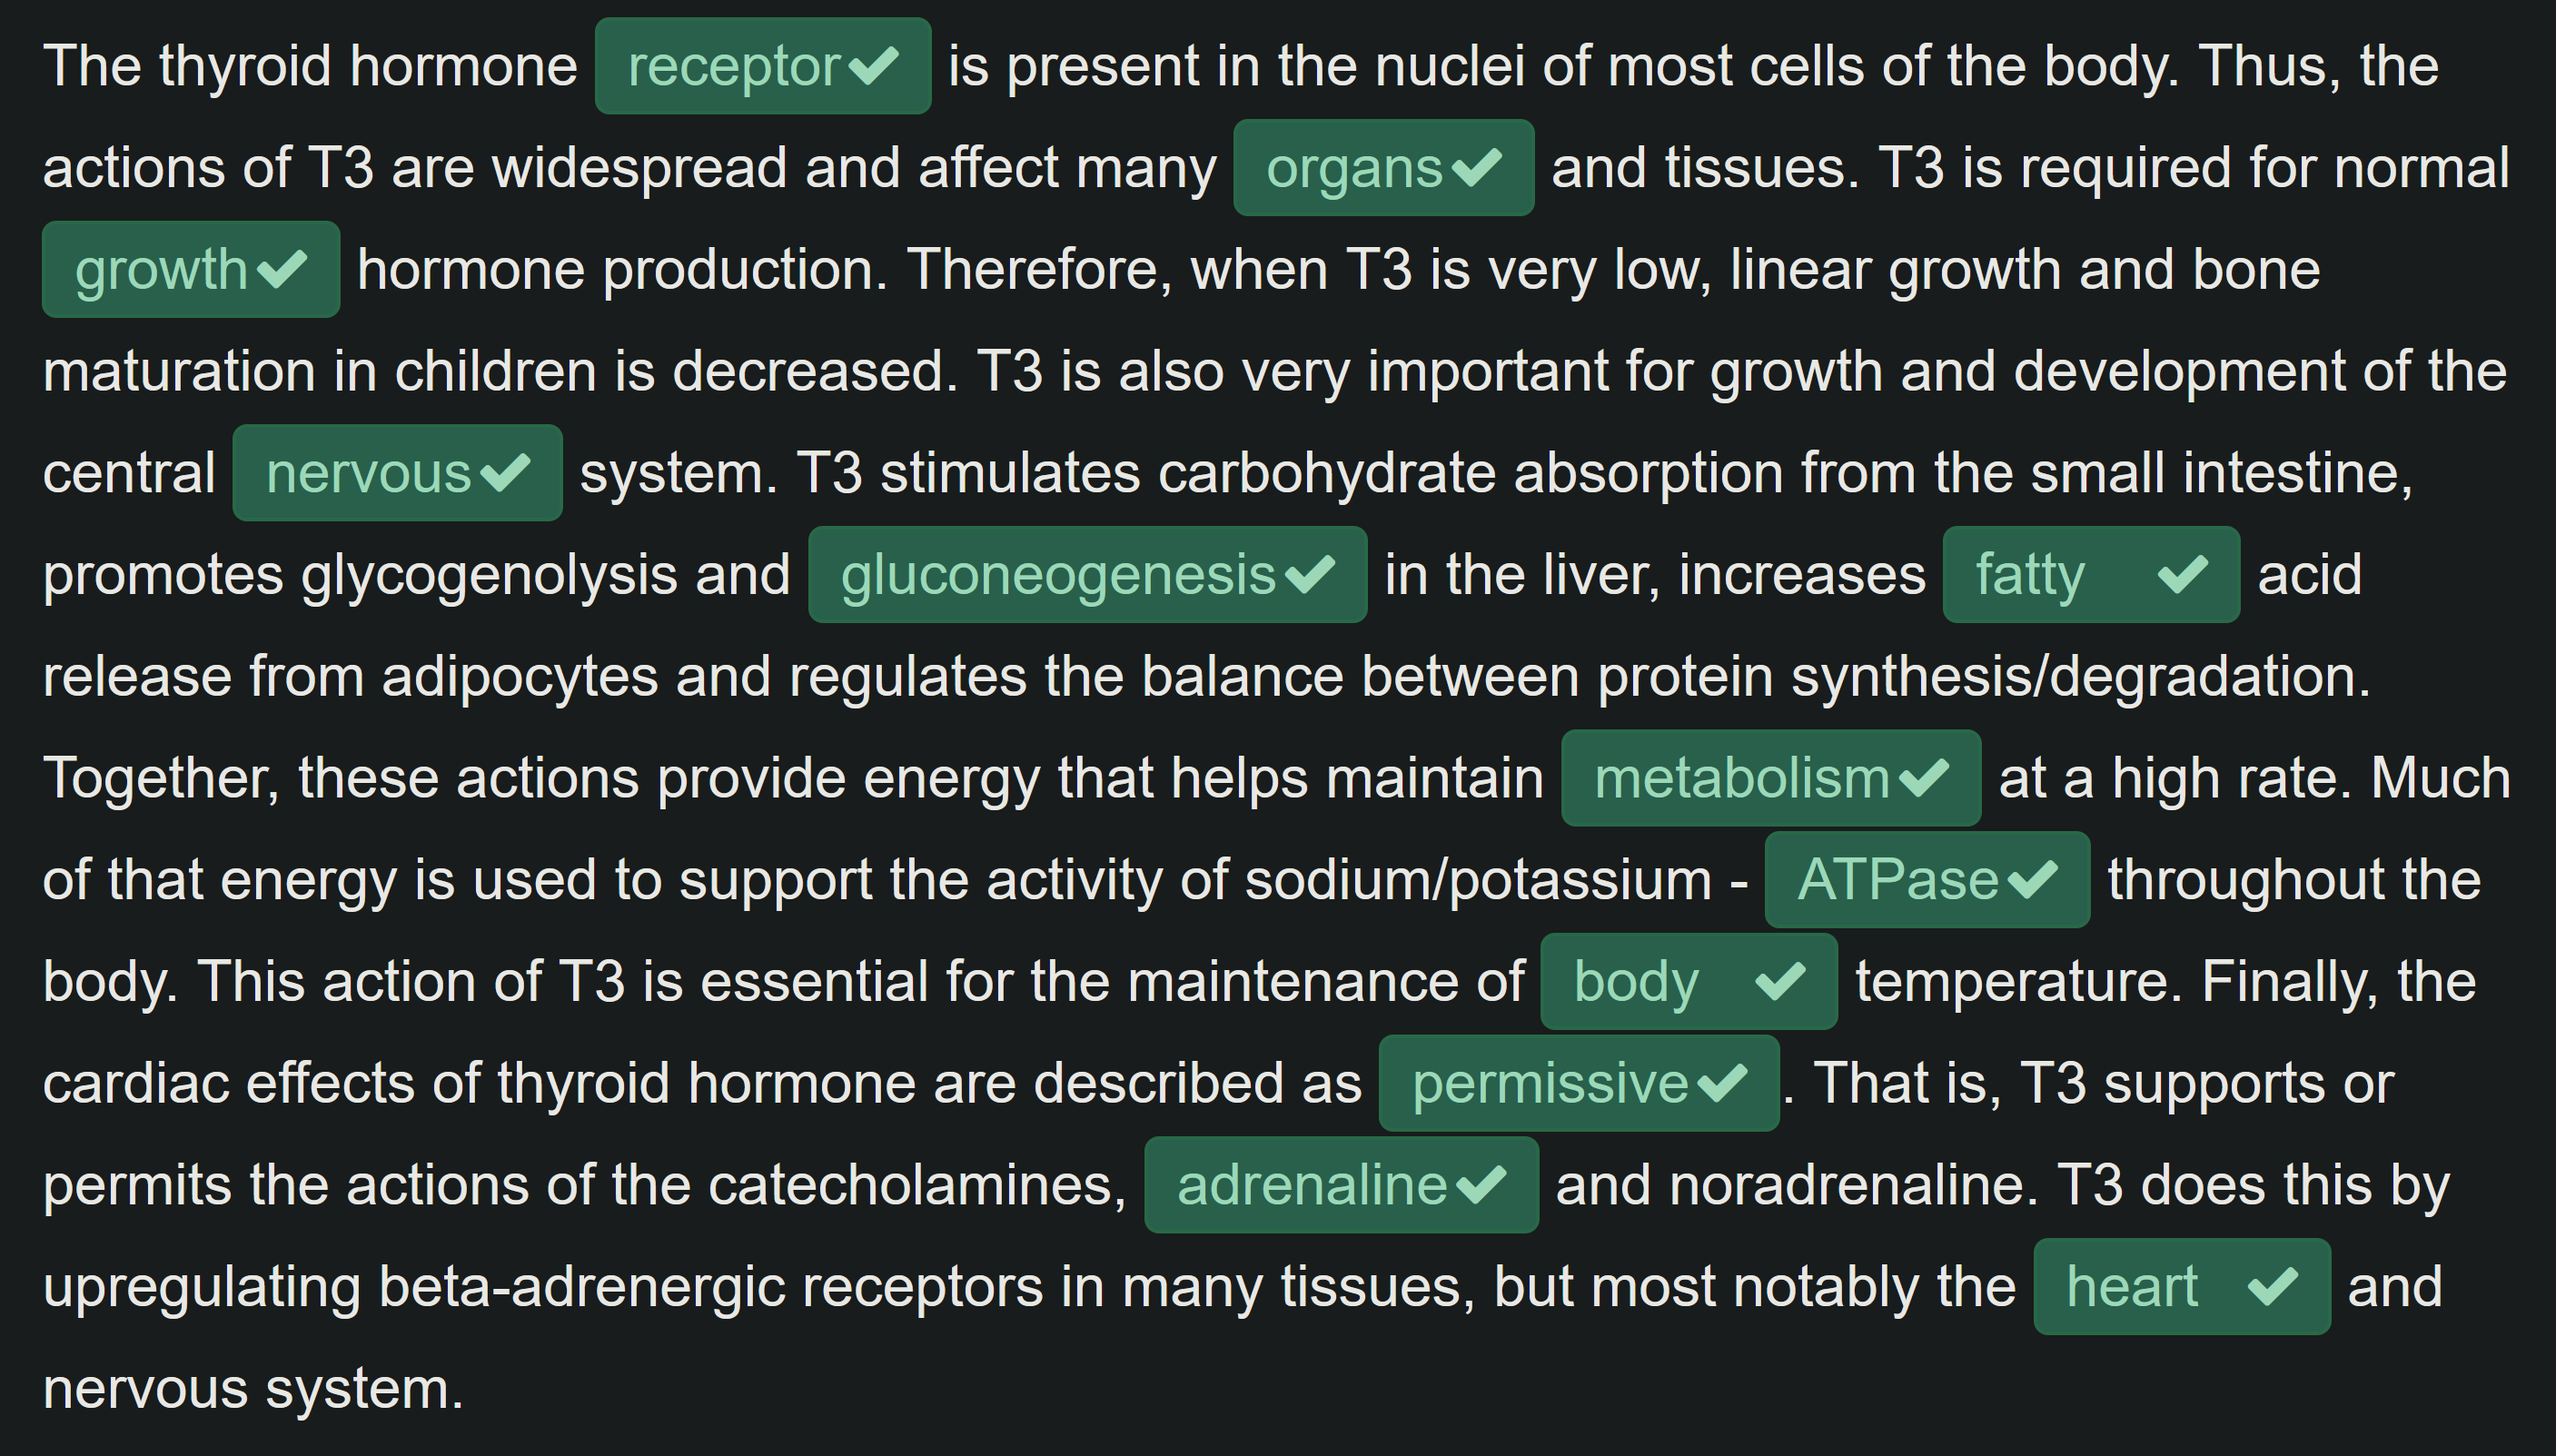 The thyroid hormone receptor✔ is present in the nuclei of most cells of the body. Thus, the
actions of T3 are widespread and affect many organs✔ and tissues. T3 is required for normal
growth✔ hormone production. Therefore, when T3 is very low, linear growth and bone
maturation in children is decreased. T3 is also very important for growth and development of the
central nervous✔ system. T3 stimulates carbohydrate absorption from the small intestine,
promotes glycogenolysis and gluconeogenesis✔ in the liver, increases fatty ✔ acid
release from adipocytes and regulates the balance between protein synthesis/degradation.
Together, these actions provide energy that helps maintain metabolism✔ at a high rate. Much
of that energy is used to support the activity of sodium/potassium - ATPase✔ throughout the
body. This action of T3 is essential for the maintenance of body ✔ temperature. Finally, the
cardiac effects of thyroid hormone are described as permissive✔. That is, T3 supports or
permits the actions of the catecholamines, adrenaline✔ and noradrenaline. T3 does this by
upregulating beta-adrenergic receptors in many tissues, but most notably the heart ✔ and
nervous system.